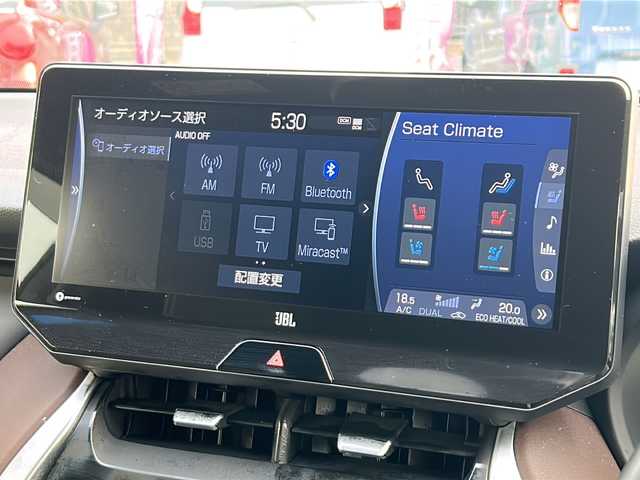 オーディオソース選択
5:30
DCM
オーディオ選択
AUDIO OFF
AM
FM
Bluetooth
USB
TV
Miracast™
配置変更
Seat Climate
18.5
20.0
A/C
DUAL
ECO HEAT/COOL
JBL